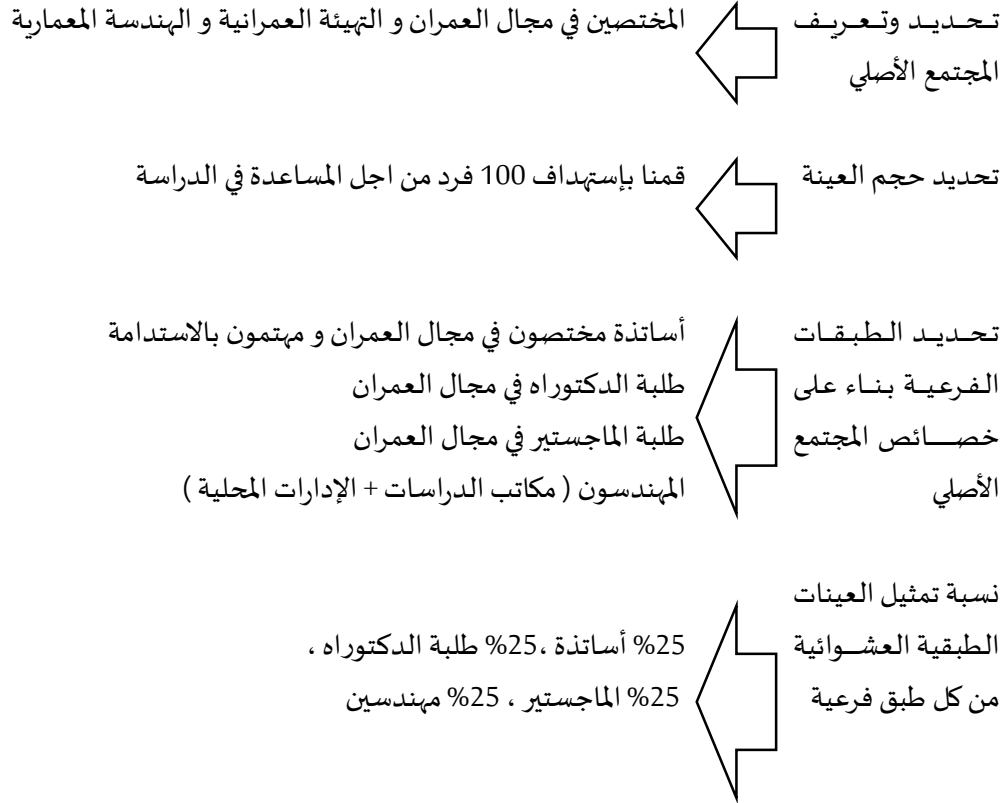 تحديد وتعريف المجتمع الأصلي
المختصين في مجال العمران و التهيئة العمرانية و الهندسة المعمارية
تحديد حجم العينة
قمنا بإستهداف 100 فرد من اجل المساعدة في الدراسة
تحديد الطبقات
الفرعية بناء على
خصائص المجتمع
الأصلي
أساتذة مختصون في مجال العمران و مهتمون بالاستدامة
طلبة الدكتوراه في مجال العمران
طلبة الماجستير في مجال العمران
المهندسون ( مكاتب الدراسات + الإدارات المحلية )
نسبة تمثيل العينات
الطبقية العشوائية
من كل طبق فرعية
25% أساتذة ،25% طلبة الدكتوراه ،
25% الماجستير ، 25% مهندسين